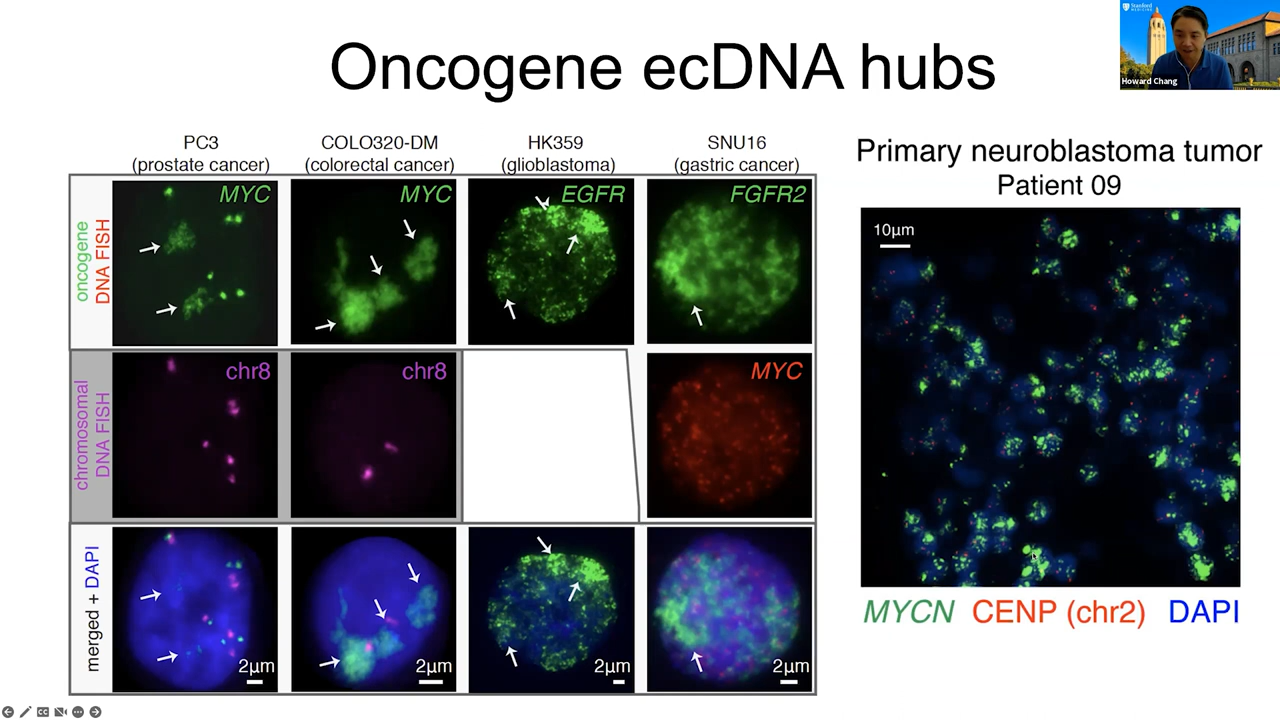 Stanford
MEDICINE
Howard Chang
Oncogene ecDNA hubs
PC3
(prostate cancer)
COLO320-DM
(colorectal cancer)
HK359
(glioblastoma)
SNU16
(gastric cancer)
oncogene
DNA FISH
MYC
MYC
EGFR
FGFR2
chromosomal
DNA FISH
chr8
chr8
MYC
merged + DAPI
2µm
2µm
2µm
2µm
Primary neuroblastoma tumor
Patient 09
10µm
MYCN CENP (chr2) DAPI